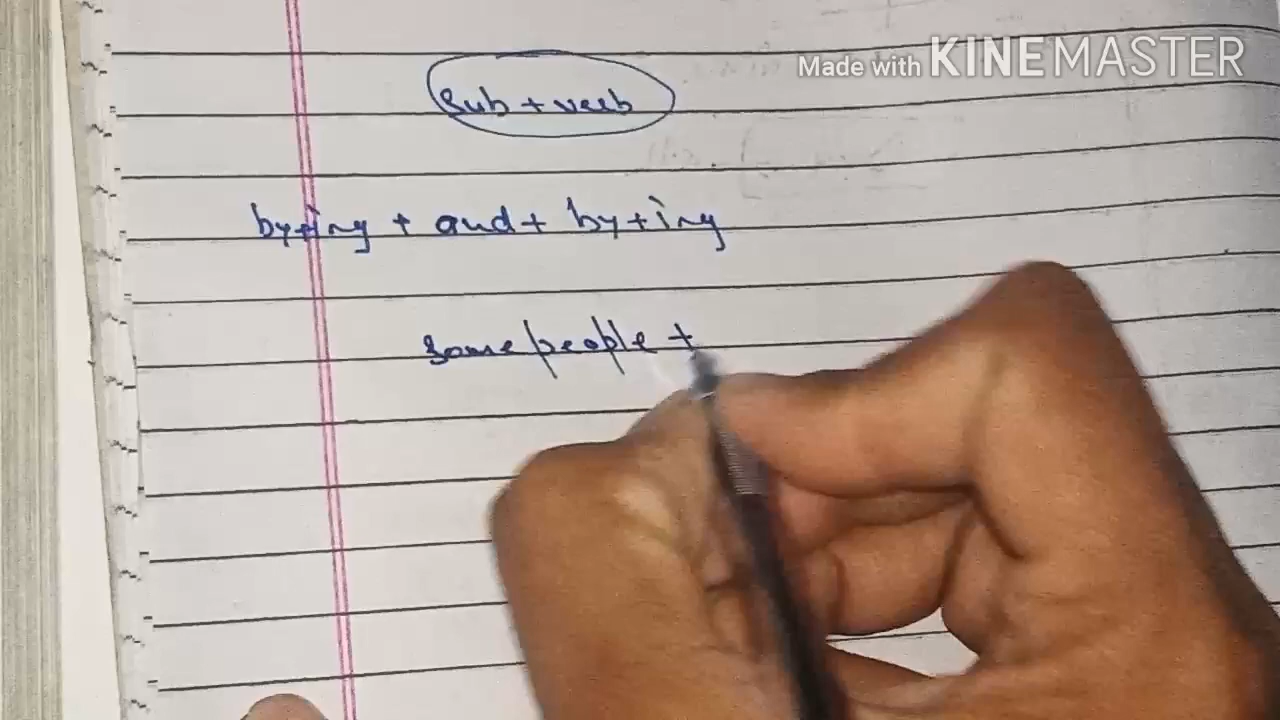 Made with KINEMASTER
Sub + verb
by+ing + and + by+ing
Some people +